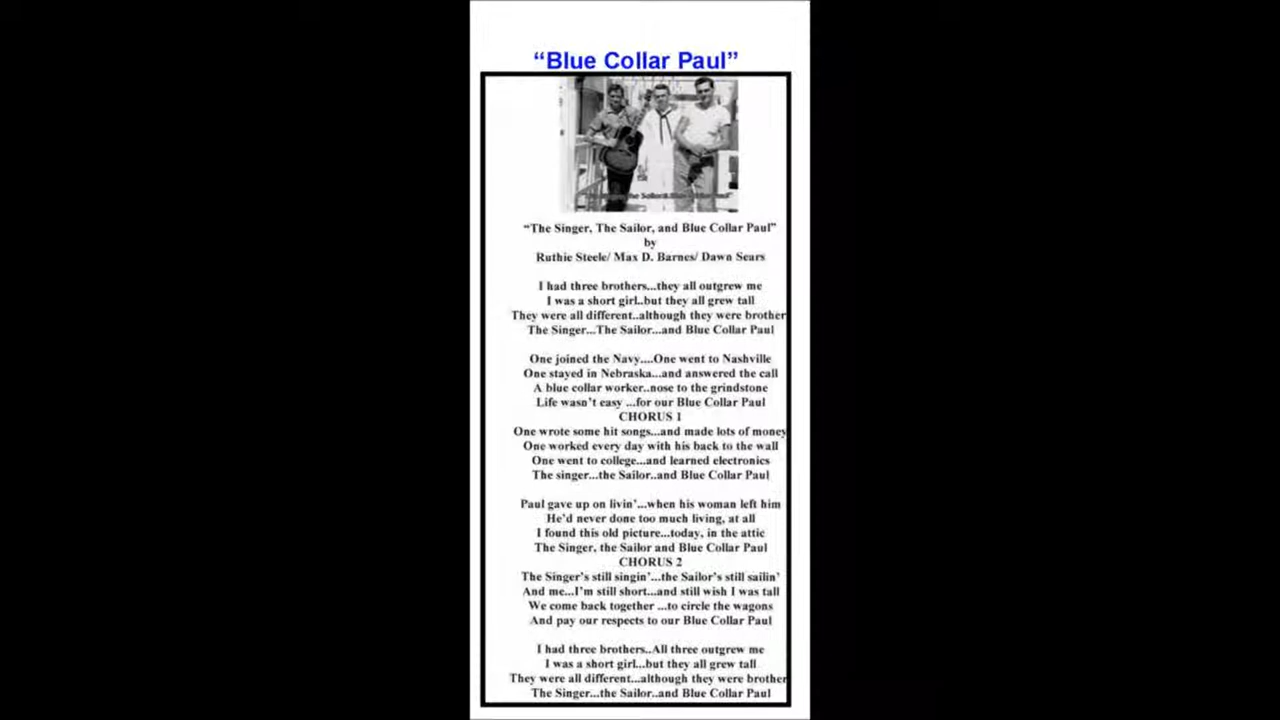 “Blue Collar Paul”
the Sailor
Paul”
“The Singer, The Sailor, and Blue Collar Paul”
by
Ruthie Steele/ Max D. Barnes/ Dawn Sears
I had three brothers...they all outgrew me
I was a short girl..but they all grew tall
They were all different..although they were brother
The Singer...The Sailor...and Blue Collar Paul
One joined the Navy....One went to Nashville
One stayed in Nebraska...and answered the call
A blue collar worker..nose to the grindstone
Life wasn’t easy ...for our Blue Collar Paul
CHORUS 1
One wrote some hit songs...and made lots of money
One worked every day with his back to the wall
One went to college...and learned electronics
The singer...the Sailor..and Blue Collar Paul
Paul gave up on livin’...when his woman left him
He’d never done too much living, at all
I found this old picture...today, in the attic
The Singer, the Sailor and Blue Collar Paul
CHORUS 2
The Singer’s still singin’...the Sailor’s still sailin’
And me...I’m still short...and still wish I was tall
We come back together ...to circle the wagons
And pay our respects to our Blue Collar Paul
I had three brothers..All three outgrew me
I was a short girl...but they all grew tall
They were all different...although they were brother
The Singer...the Sailor..and Blue Collar Paul